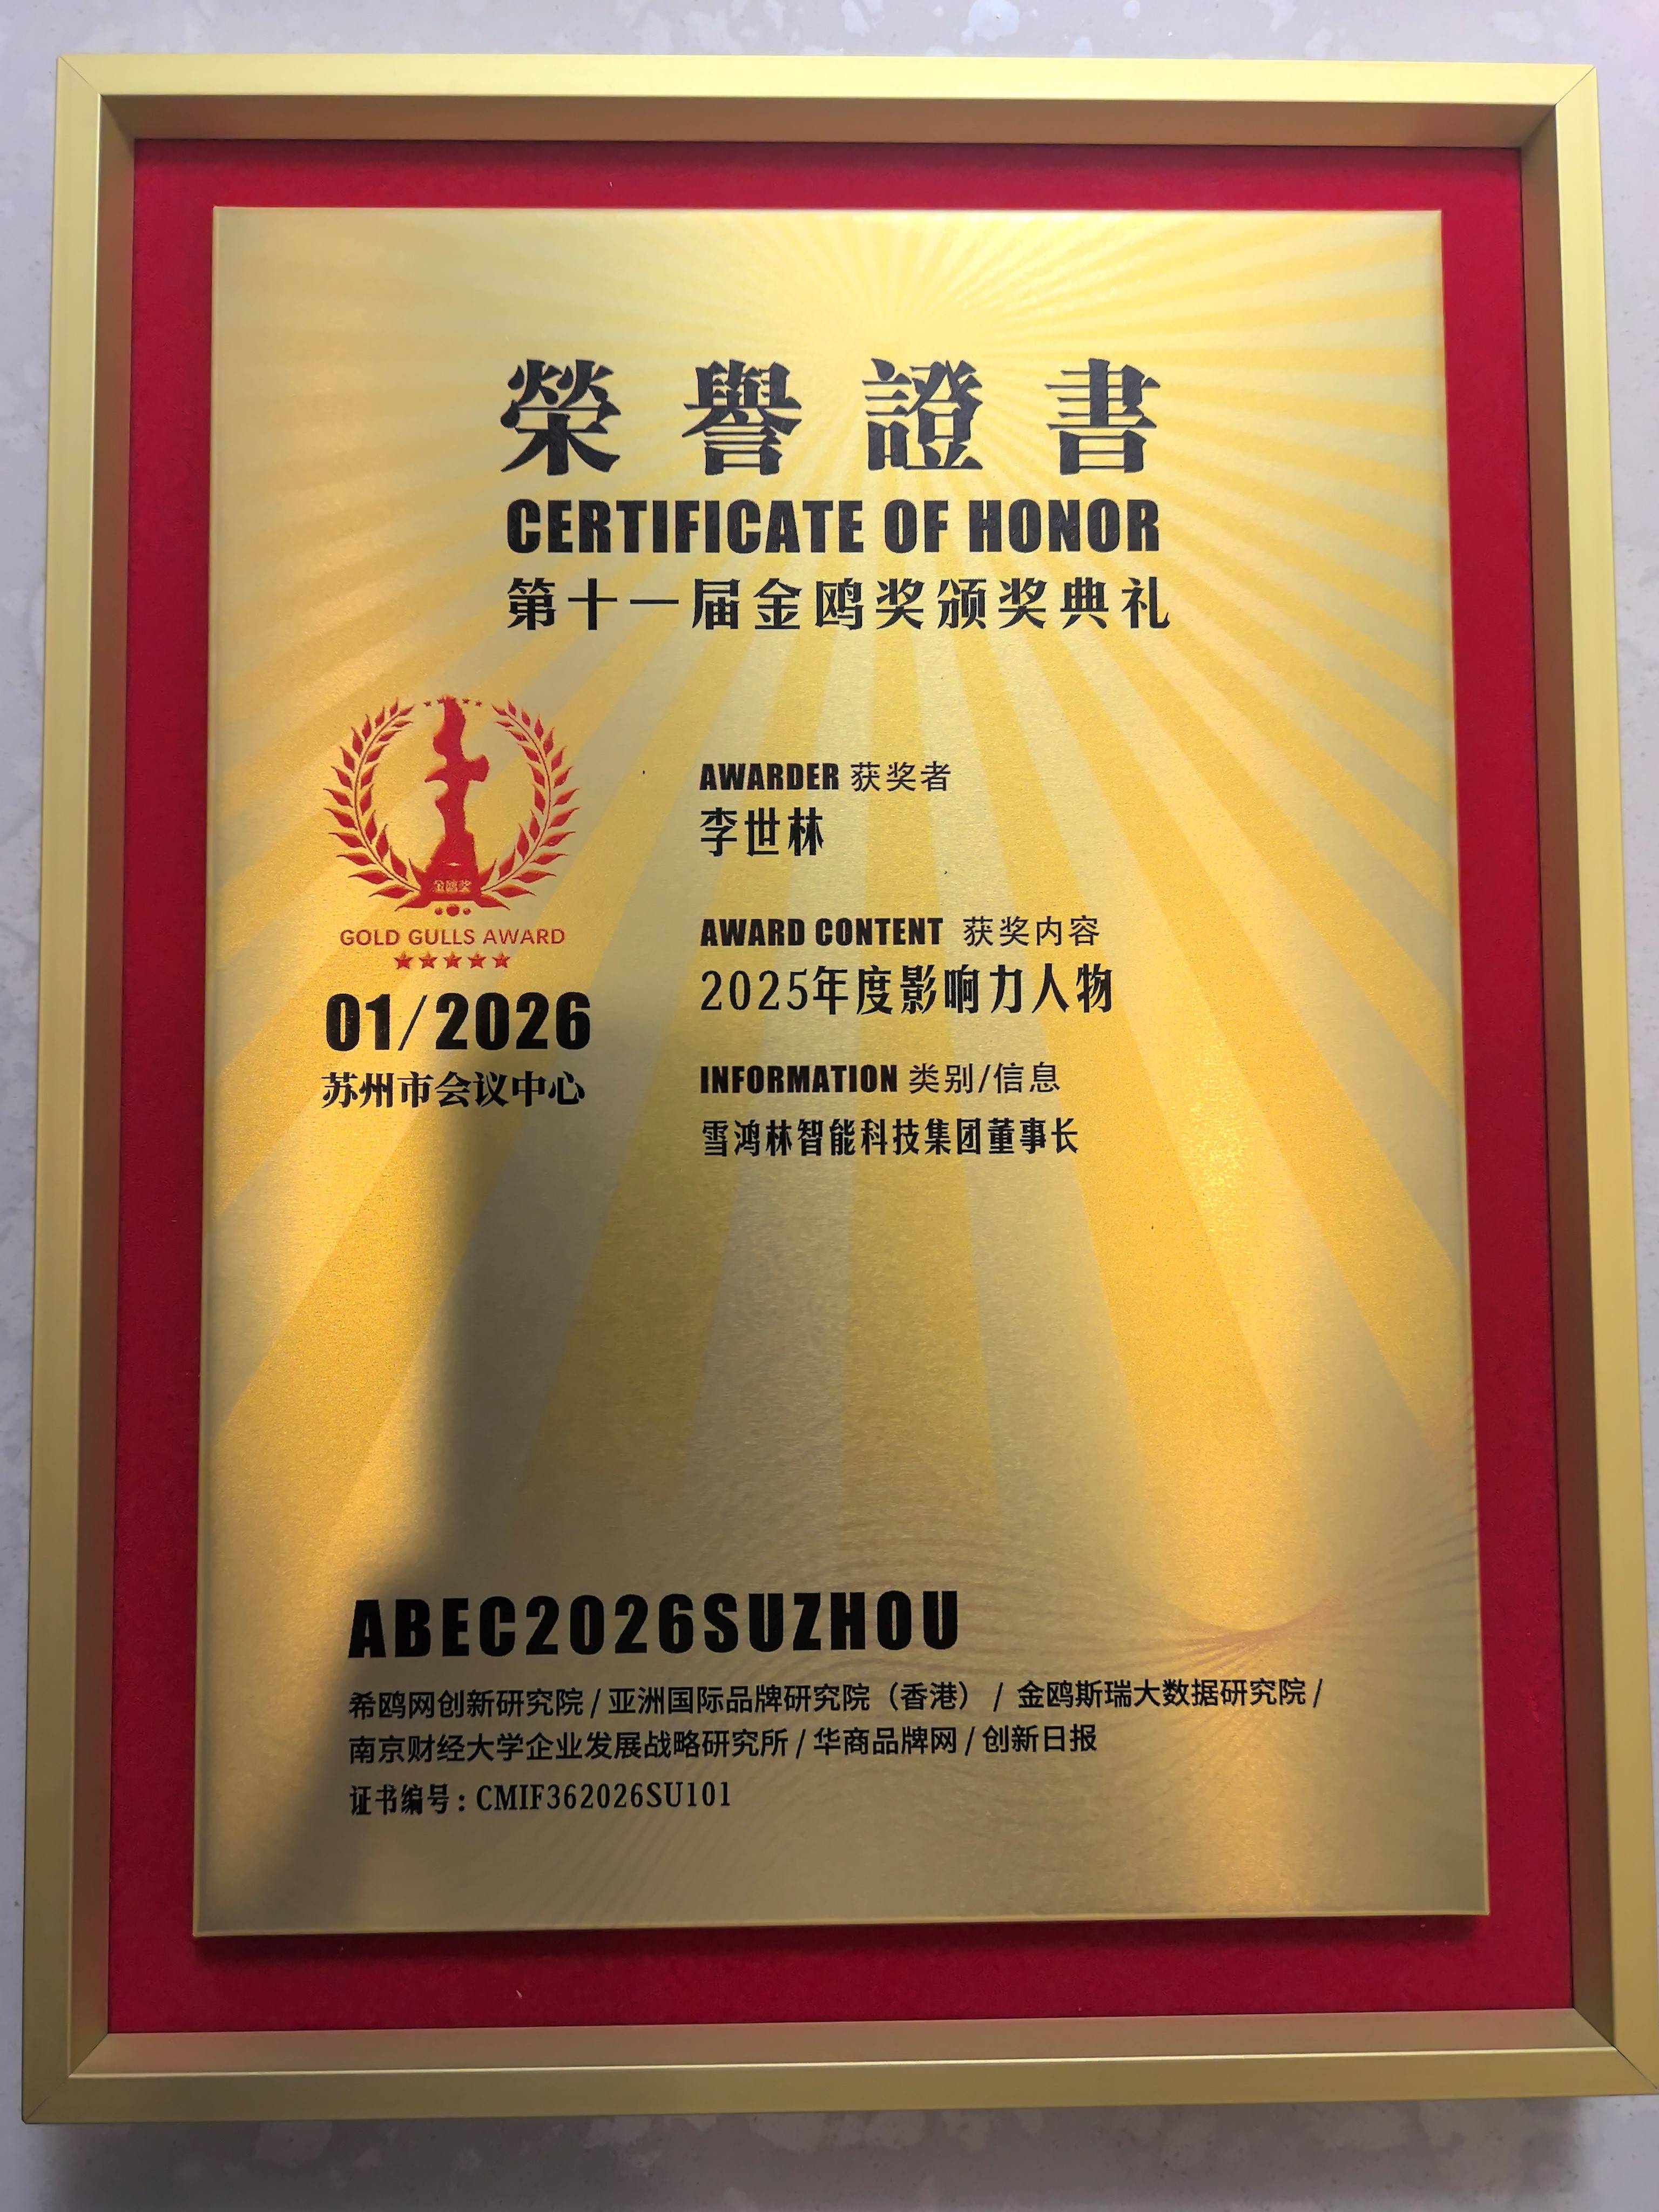 榮譽證書
CERTIFICATE OF HONOR
第十一届金鸥奖颁奖典礼
金鸥奖
GOLD GULLS AWARD
01/2026
苏州市会议中心
AWARDER 获奖者
李世林
AWARD CONTENT 获奖内容
2025年度影响力人物
INFORMATION 类别/信息
雪鸿林智能科技集团董事长
ABEC2026SUZHOU
希鸥网创新研究院 / 亚洲国际品牌研究院（香港） / 金鸥斯瑞大数据研究院 /
南京财经大学企业发展战略研究所 / 华商品牌网 / 创新日报
证书编号：CMIF362026SU101